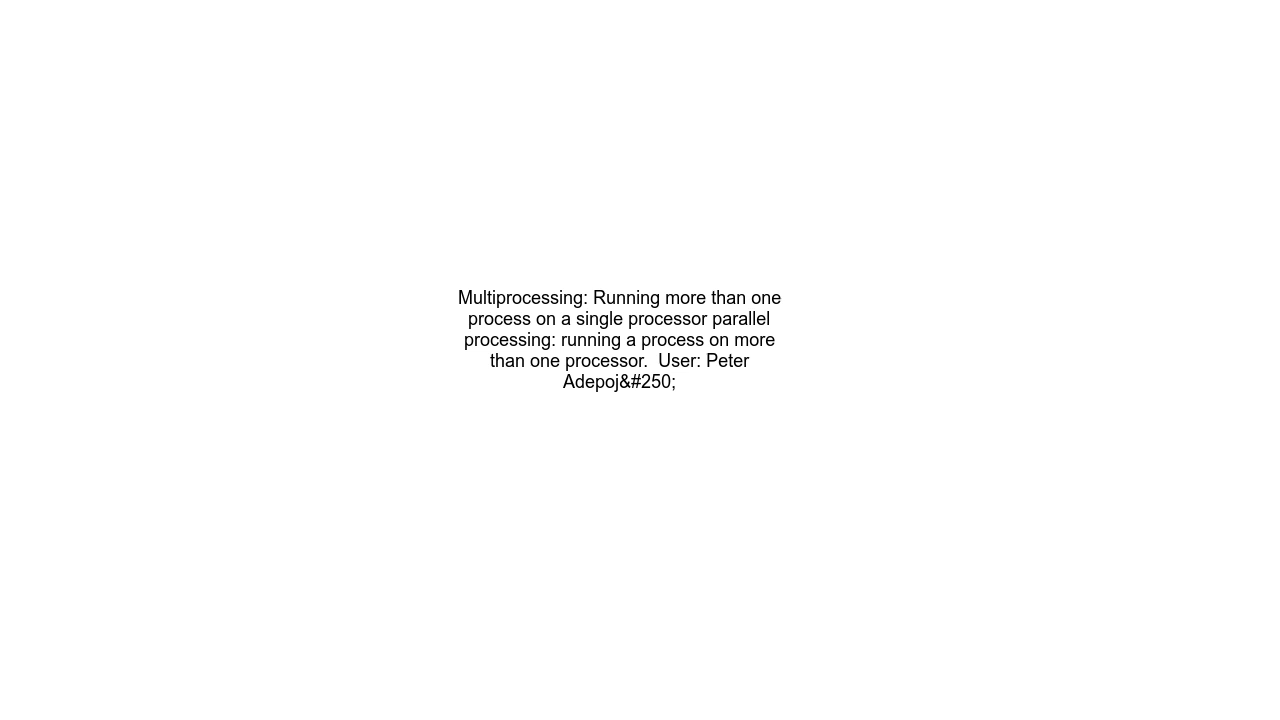 Multiprocessing: Running more than one
process on a single processor parallel
processing: running a process on more
than one processor.  User: Peter
Adepoj&#250;